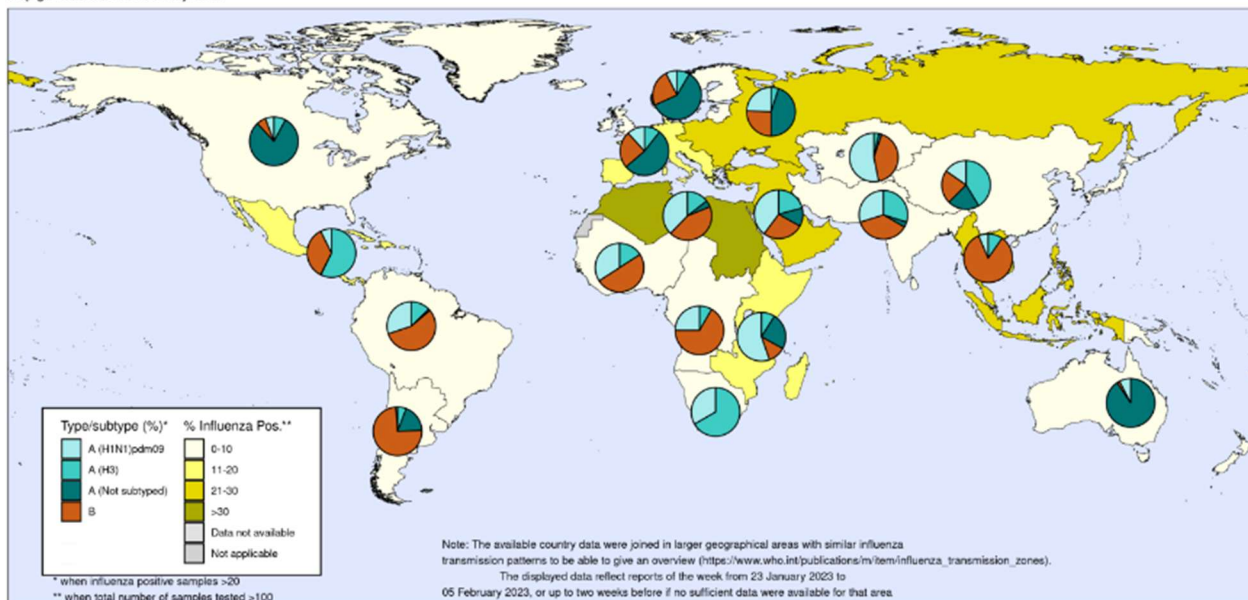 Type/subtype (%)*
A (H1N1)pdm09
A (H3)
A (Not subtyped)
B
% Influenza Pos.**
0-10
11-20
21-30
>30
Data not available
Not applicable
* when influenza positive samples >20
** when total number of samples tested >100
Note: The available country data were joined in larger geographical areas with similar influenza
transmission patterns to be able to give an overview (https://www.who.int/publications/m/item/influenza_transmission_zones).
The displayed data reflect reports of the week from 23 January 2023 to
05 February 2023, or up to two weeks before if no sufficient data were available for that area